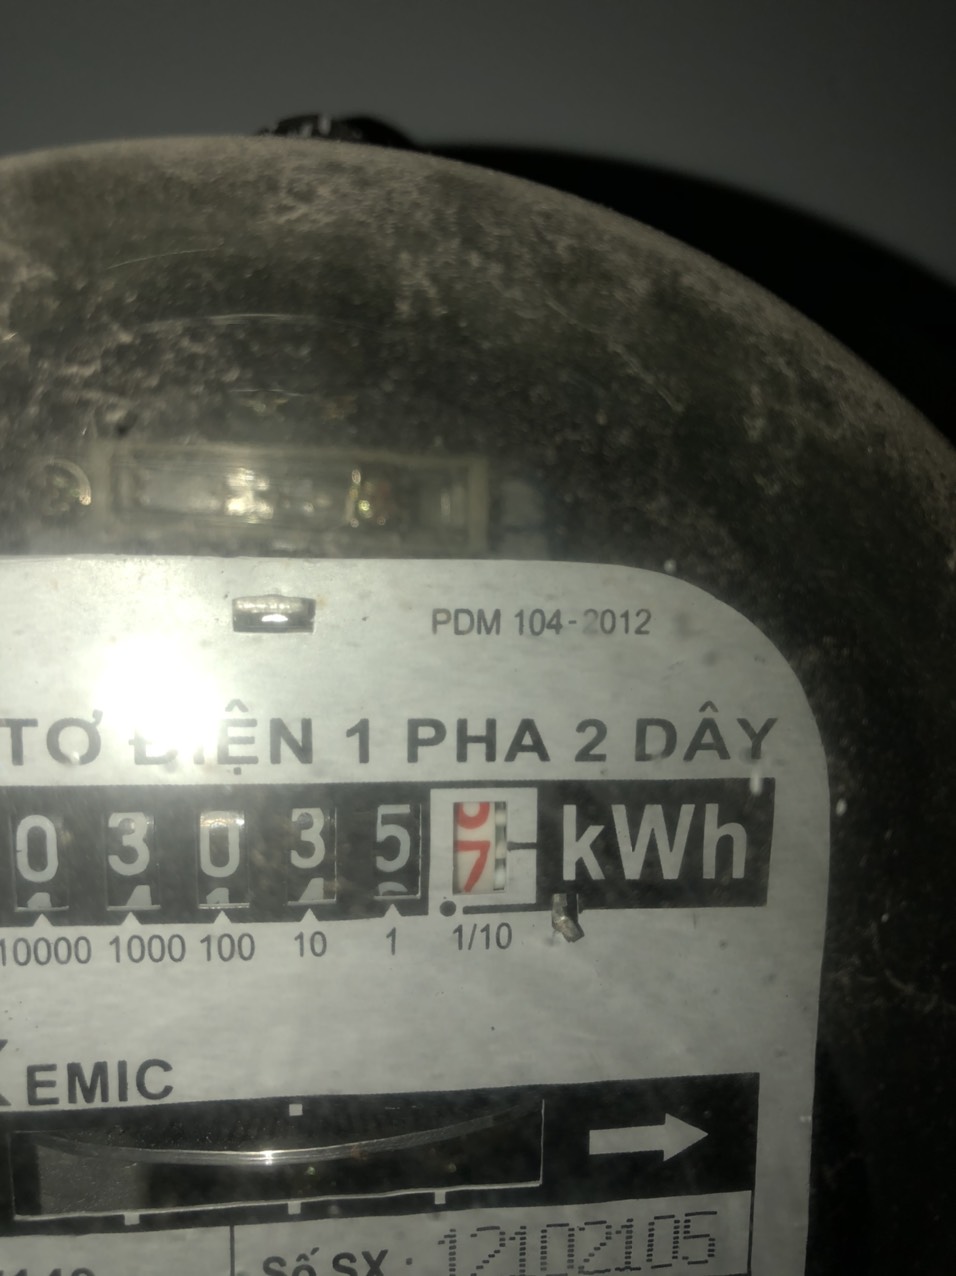 PDM 104-2012
TƠ ĐIỆN 1 PHA 2 DÂY
0 3 0 3 5 7 kWh
10000 1000 100 10 1 1/10
EMIC
Số SX : 12102105